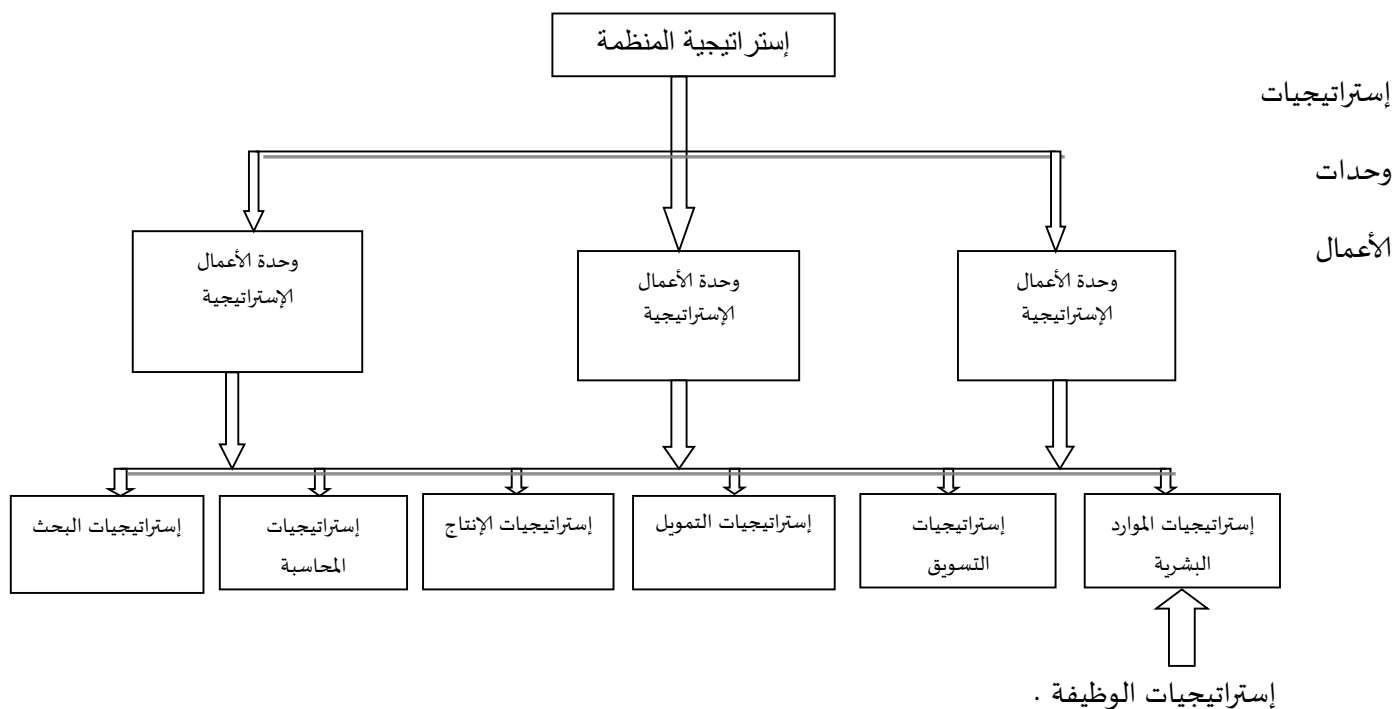 إستراتيجية المنظمة
إستراتيجيات
وحدات
الأعمال
وحدة الأعمال
الإستراتيجية
وحدة الأعمال
الإستراتيجية
وحدة الأعمال
الإستراتيجية
إستراتيجيات الموارد
البشرية
إستراتيجيات
التسويق
إستراتيجيات التمويل
إستراتيجيات الإنتاج
إستراتيجيات
المحاسبة
إستراتيجيات البحث
إستراتيجيات الوظيفة .